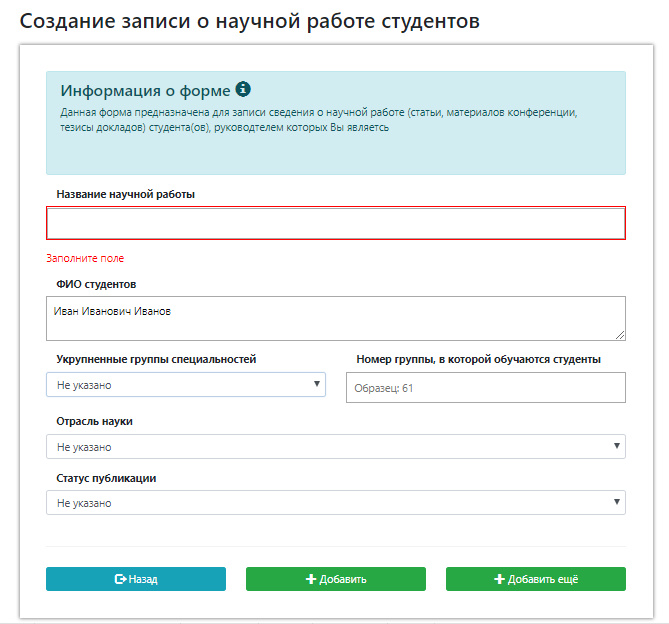 Создание записи о научной работе студентов
Информация о форме
Данная форма предназначена для записи сведения о научной работе (статьи, материалов конференции,
тезисы докладов) студента(ов), руководтелем которых Вы являетсь
Название научной работы
Заполните поле
ФИО студентов
Иван Иванович Иванов
Укрупненные группы специальностей
Номер группы, в которой обучаются студенты
Не указано
Образец: 61
Отрасль науки
Не указано
Статус публикации
Не указано
Назад
Добавить
Добавить ещё